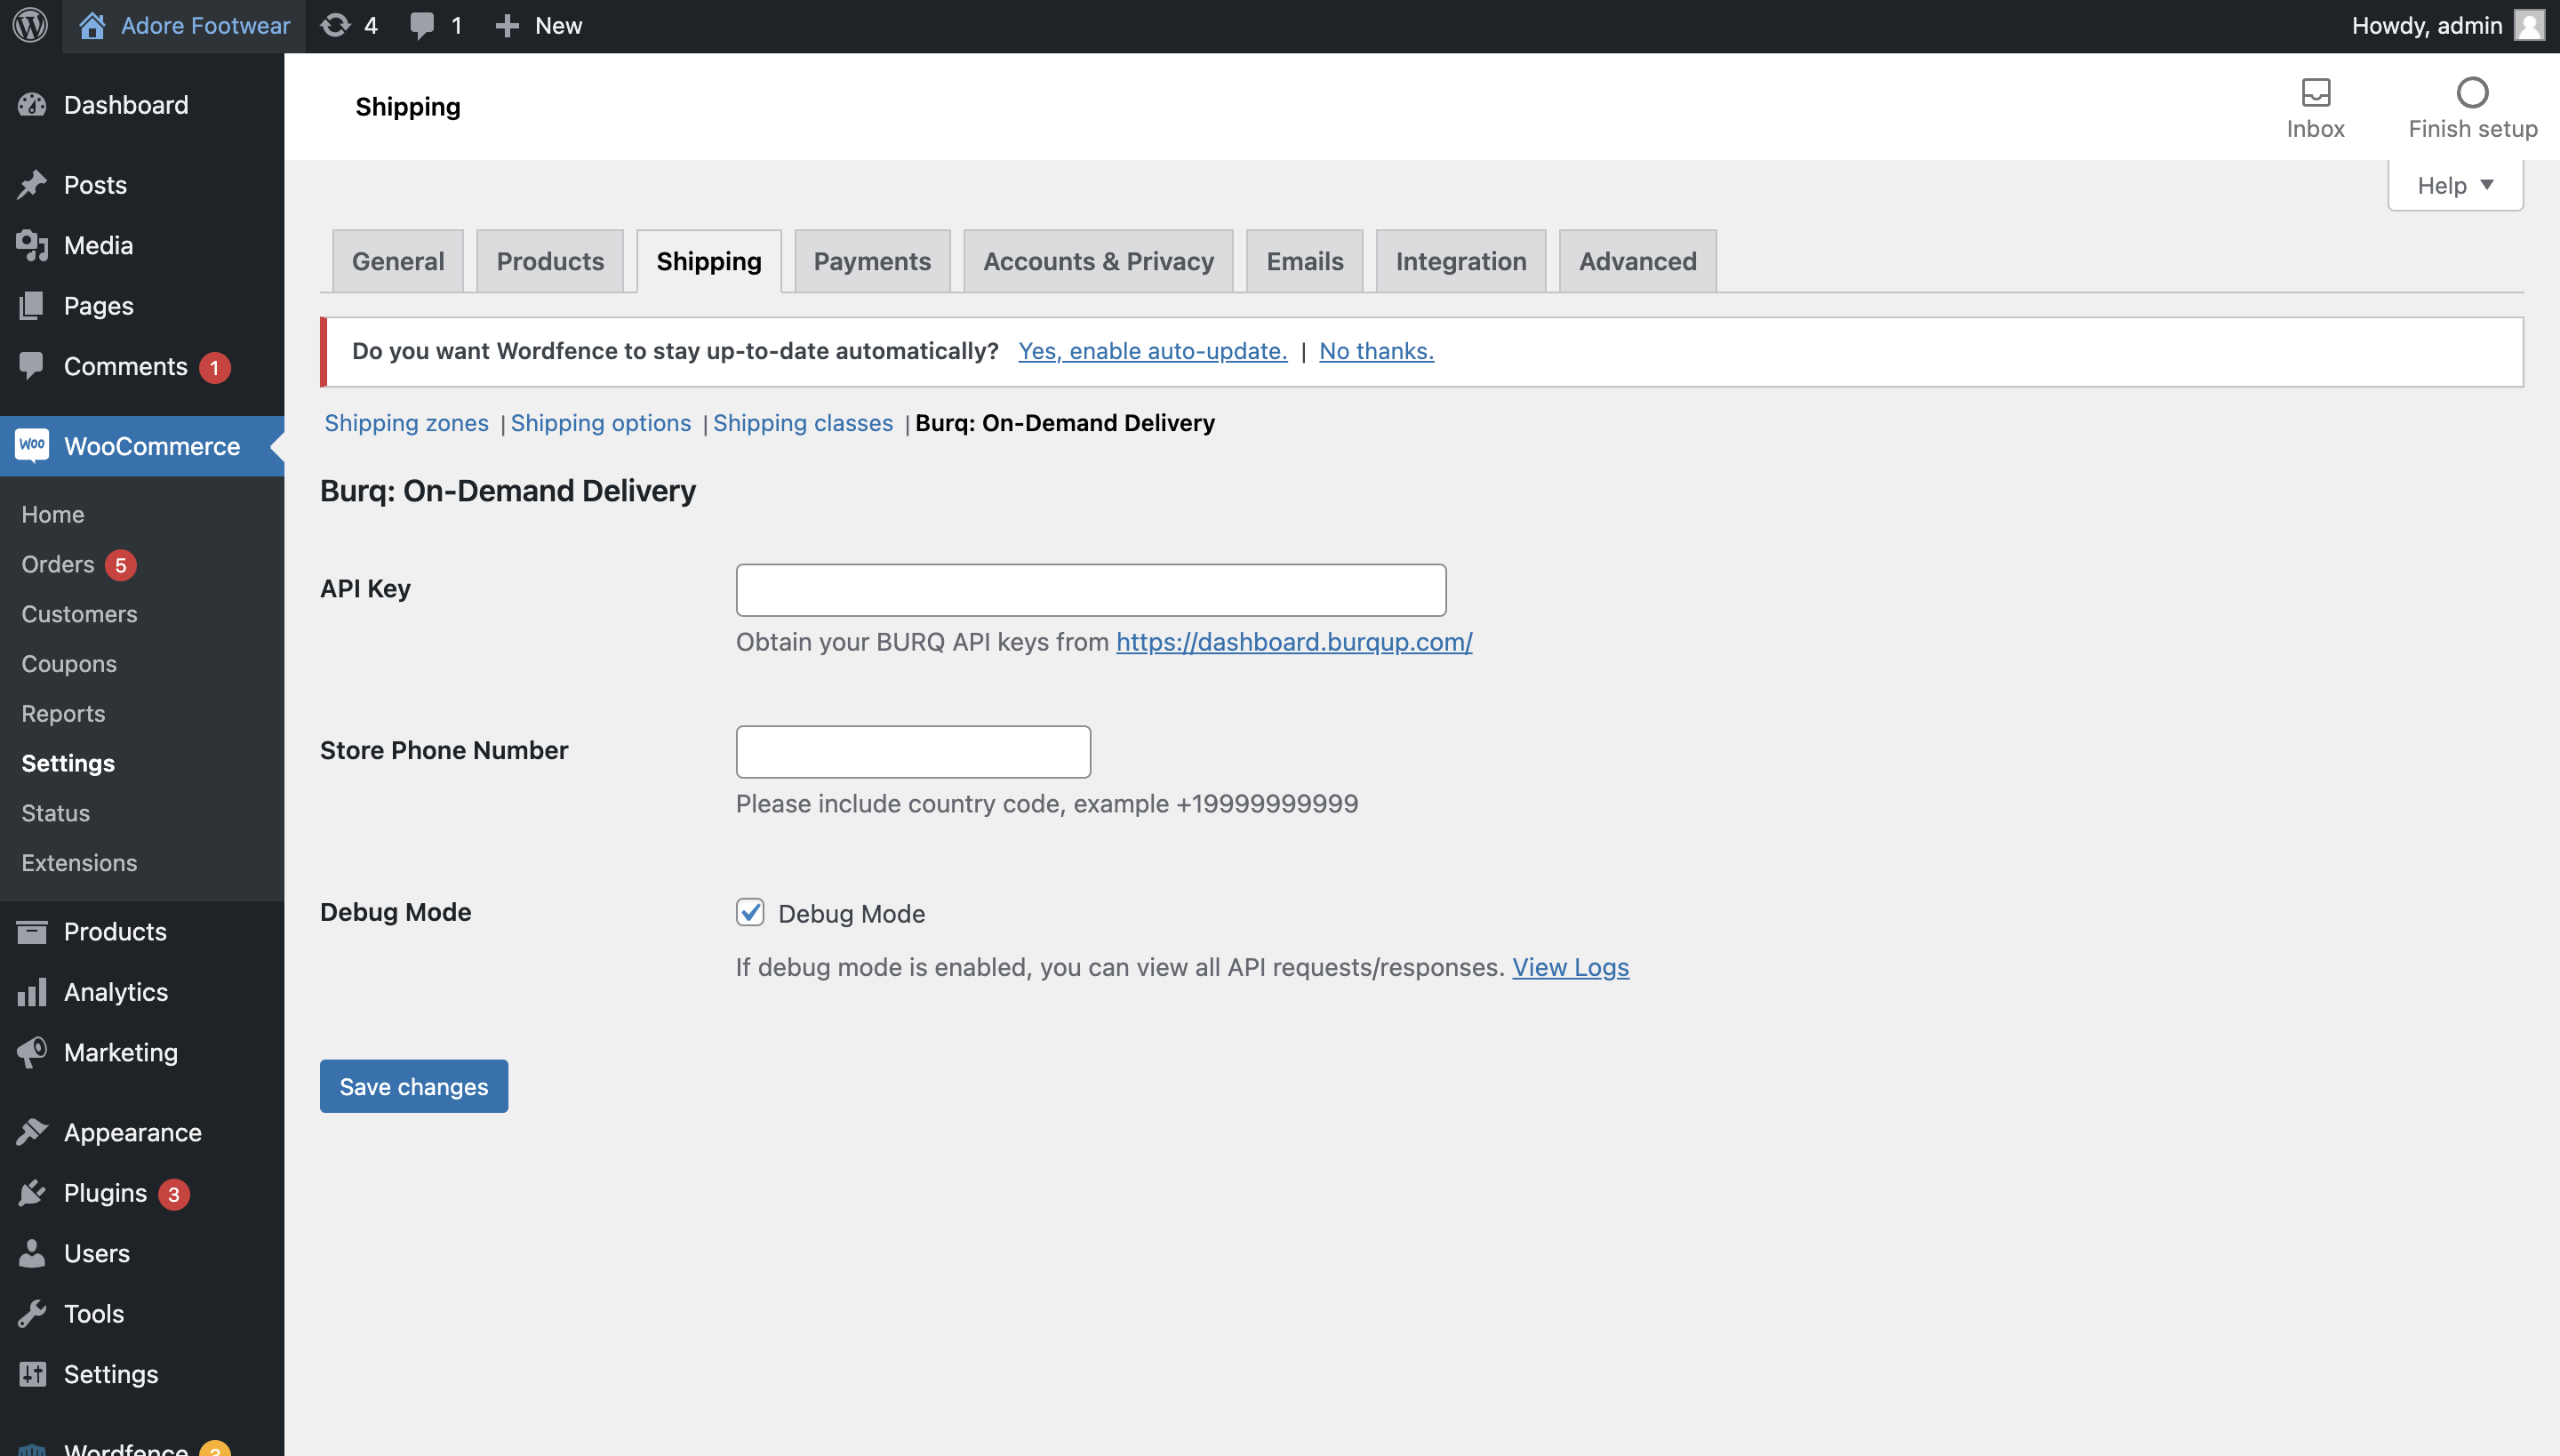 Adore Footwear 4 1 New Howdy, admin
Shipping
Inbox
Finish setup
Help
Dashboard
Posts
Media
Pages
Comments 1
WOO WooCommerce
Home
Orders 5
Customers
Coupons
Reports
Settings
Status
Extensions
Products
Analytics
Marketing
Appearance
Plugins 3
Users
Tools
Settings
Wordfence 3
General Products Shipping Payments Accounts & Privacy Emails Integration Advanced
Do you want Wordfence to stay up-to-date automatically? Yes, enable auto-update. | No thanks.
Shipping zones | Shipping options | Shipping classes | Burq: On-Demand Delivery
Burq: On-Demand Delivery
API Key
Obtain your BURQ API keys from https://dashboard.burqup.com/
Store Phone Number
Please include country code, example +19999999999
Debug Mode Debug Mode
If debug mode is enabled, you can view all API requests/responses. View Logs
Save changes